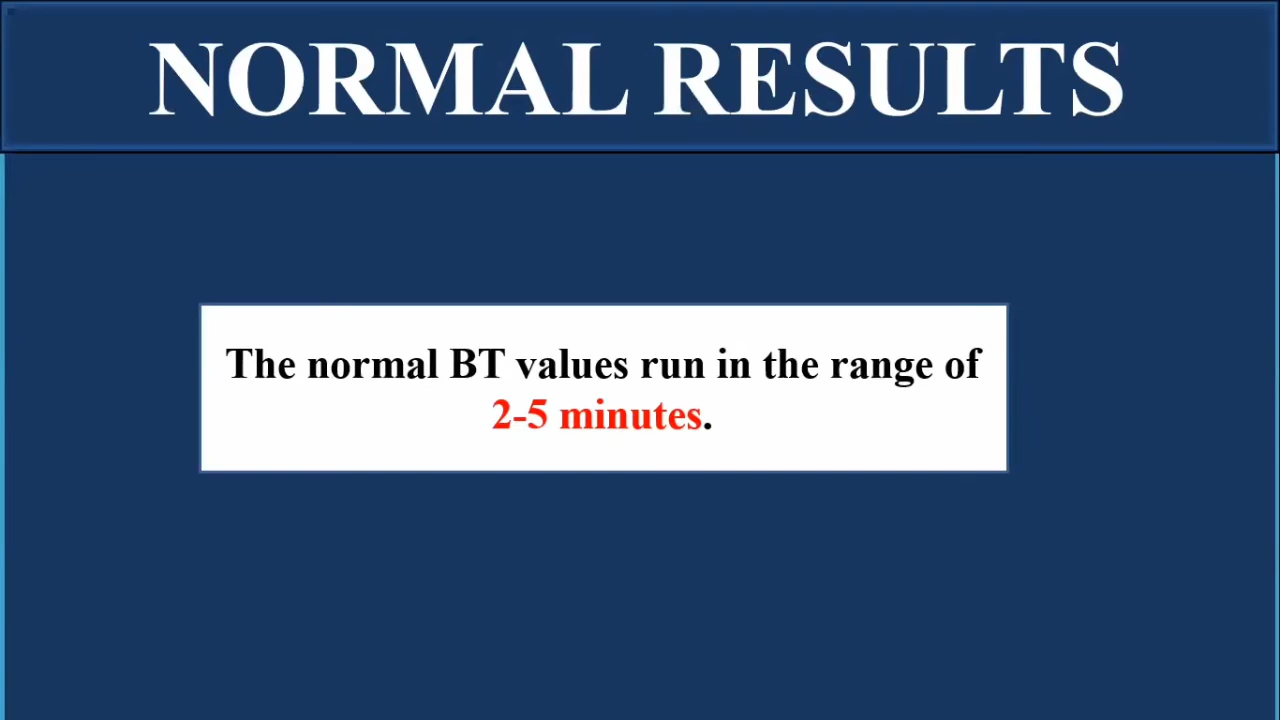 NORMAL RESULTS
The normal BT values run in the range of
2-5 minutes.